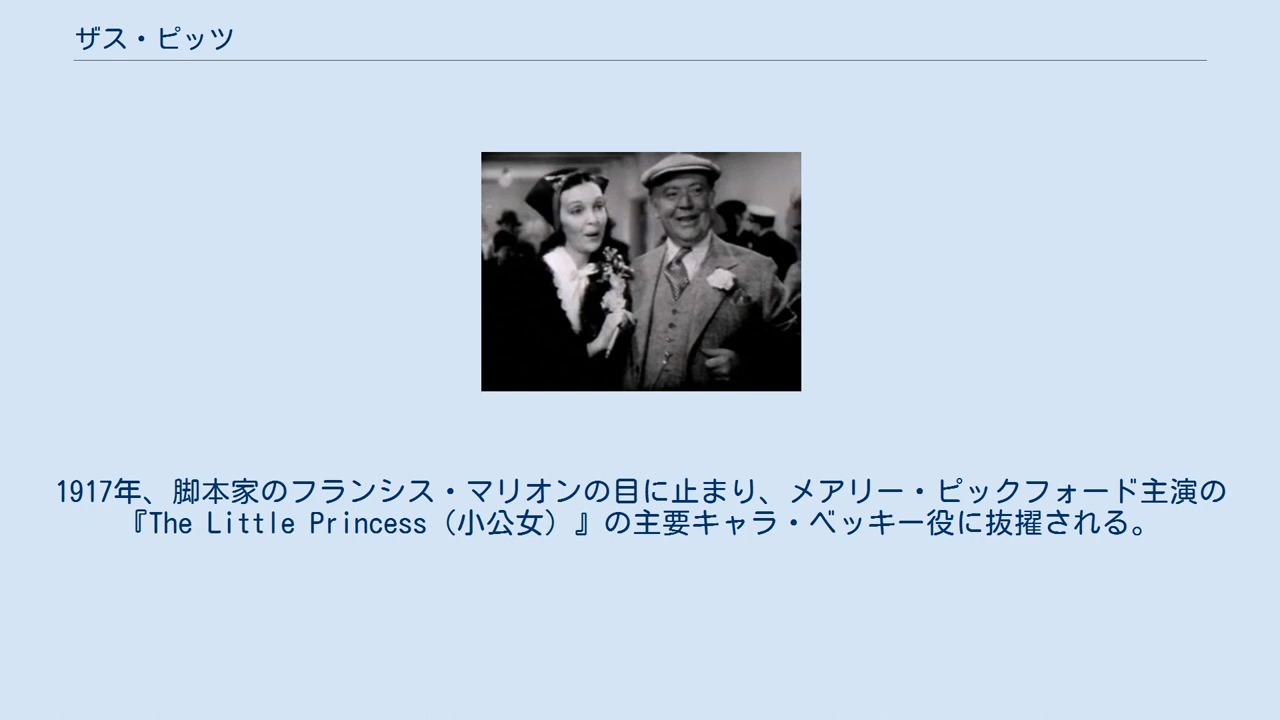 ザス・ピッツ
1917年、脚本家のフランシス・マリオンの目に止まり、メアリー・ピックフォード主演の
『The Little Princess（小公女）』の主要キャラ・ベッキー役に抜擢される。